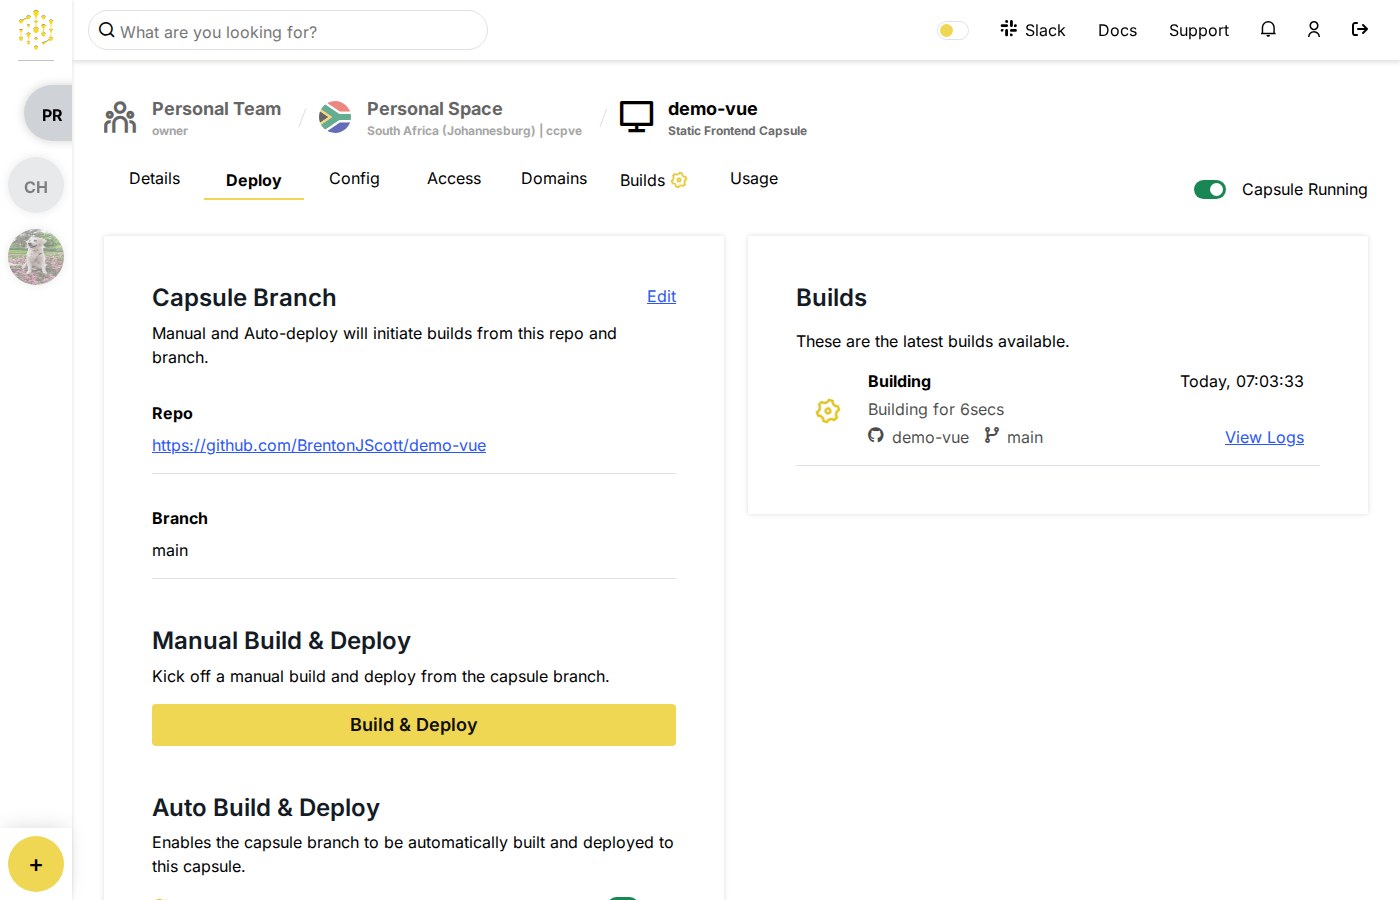 What are you looking for?
Slack
Docs
Support
PR
CH
+
Personal Team
owner
/
Personal Space
South Africa (Johannesburg) | ccpve
/
demo-vue
Static Frontend Capsule
Details
Deploy
Config
Access
Domains
Builds
Usage
Capsule Running
Capsule Branch
Edit
Manual and Auto-deploy will initiate builds from this repo and
branch.
Repo
https://github.com/BrentonJScott/demo-vue
Branch
main
Manual Build & Deploy
Kick off a manual build and deploy from the capsule branch.
Build & Deploy
Auto Build & Deploy
Enables the capsule branch to be automatically built and deployed to
this capsule.
Builds
These are the latest builds available.
Building
Today, 07:03:33
Building for 6secs
demo-vue
main
View Logs